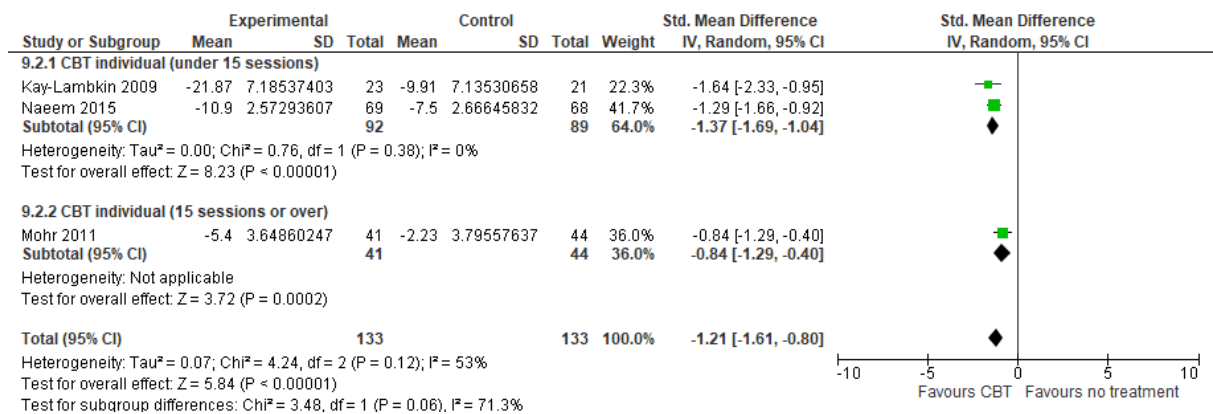 Experimental Control Std. Mean Difference Std. Mean Difference
Study or Subgroup Mean SD Total Mean SD Total Weight IV, Random, 95% CI IV, Random, 95% CI
9.2.1 CBT individual (under 15 sessions)
Kay-Lambkin 2009 -21.87 7.18537403 23 -9.91 7.13530658 21 22.3% -1.64 [-2.33, -0.95]
Naeem 2015 -10.9 2.57293607 69 -7.5 2.66645832 68 41.7% -1.29 [-1.66, -0.92]
Subtotal (95% CI) 92 89 64.0% -1.37 [-1.69, -1.04]
Heterogeneity: Tau² = 0.00; Chi² = 0.76, df = 1 (P = 0.38); I² = 0%
Test for overall effect: Z = 8.23 (P < 0.00001)
9.2.2 CBT individual (15 sessions or over)
Mohr 2011 -5.4 3.64860247 41 -2.23 3.79557637 44 36.0% -0.84 [-1.29, -0.40]
Subtotal (95% CI) 41 44 36.0% -0.84 [-1.29, -0.40]
Heterogeneity: Not applicable
Test for overall effect: Z = 3.72 (P = 0.0002)
Total (95% CI) 133 133 100.0% -1.21 [-1.61, -0.80]
Heterogeneity: Tau² = 0.07; Chi² = 4.24, df = 2 (P = 0.12); I² = 53%
Test for overall effect: Z = 5.84 (P < 0.00001)
Test for subgroup differences: Chi² = 3.48, df = 1 (P = 0.06), I² = 71.3%
-10 -5 0 5 10
Favours CBT Favours no treatment